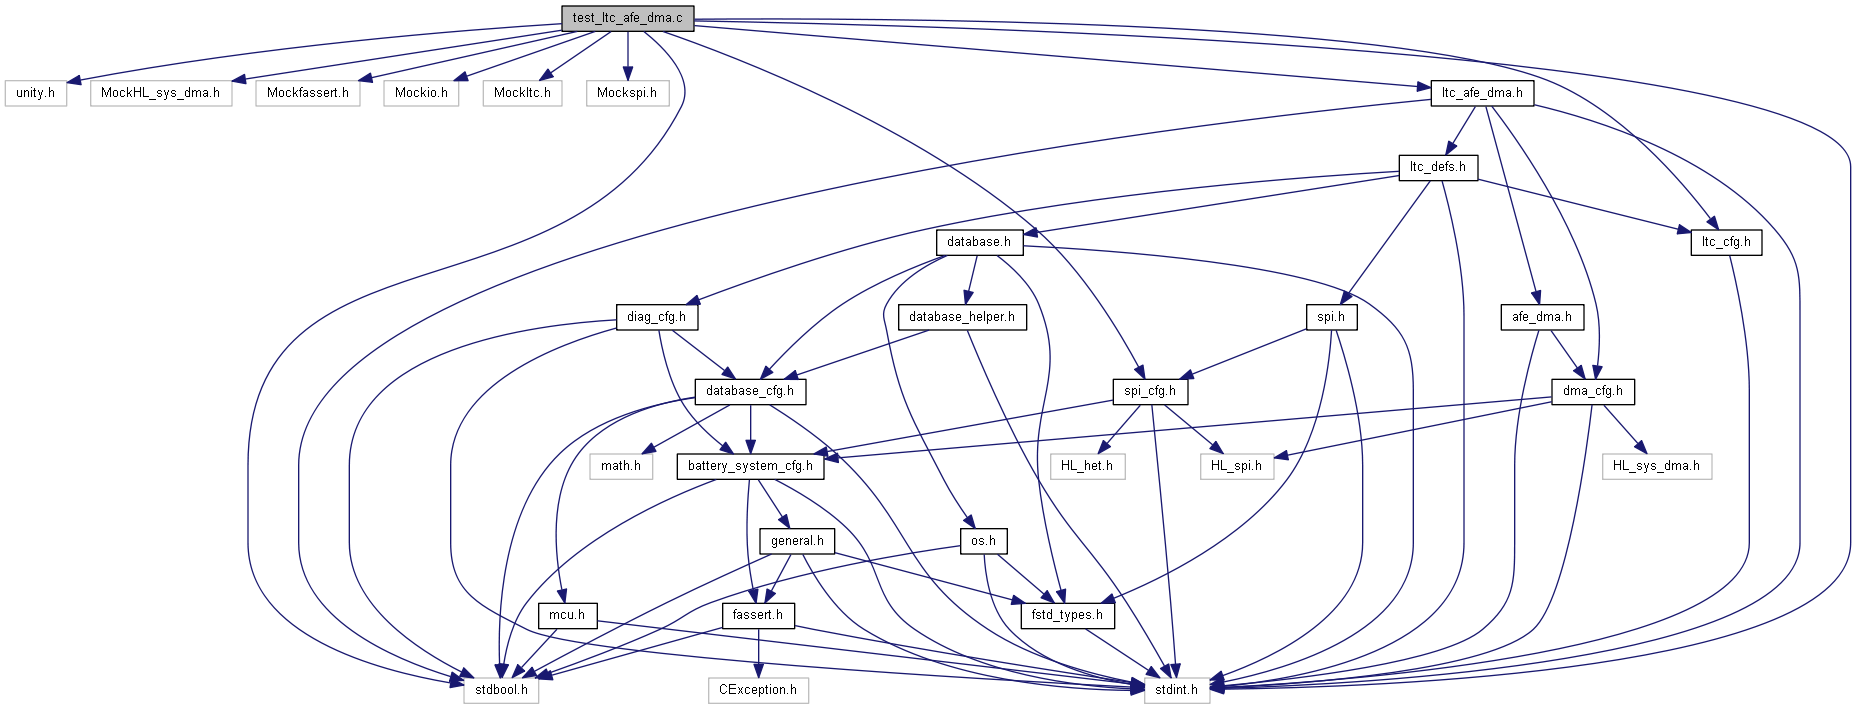 test_ltc_afe_dma.c
unity.h
MockHL_sys_dma.h
Mockfassert.h
Mockio.h
Mockltc.h
Mockspi.h
ltc_afe_dma.h
ltc_defs.h
database.h
ltc_cfg.h
diag_cfg.h
database_helper.h
spi.h
afe_dma.h
database_cfg.h
spi_cfg.h
dma_cfg.h
math.h
battery_system_cfg.h
HL_het.h
HL_spi.h
HL_sys_dma.h
general.h
os.h
mcu.h
fassert.h
fstd_types.h
stdbool.h
CException.h
stdint.h